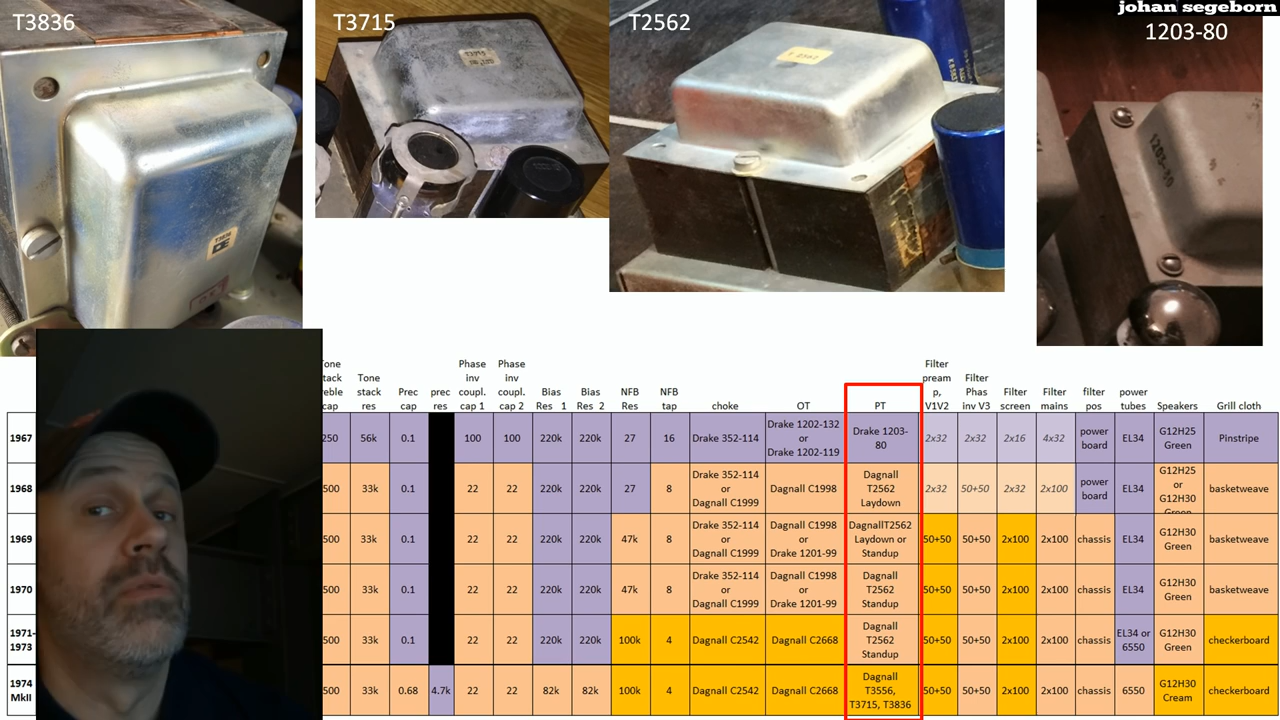 johan segeborn
T3836
T3715
T2562
1203-80
T3836
T3715
T 2562
1203-80
Tone stack treble cap
Tone stack res
Prec cap
prec res
Phase inv coupl. cap 1
Phase inv coupl. cap 2
Bias Res 1
Bias Res 2
NFB Res
NFB tap
choke
OT
PT
Filter pream p, V1V2
Filter Phas inv V3
Filter screen
Filter mains
filter pos
power tubes
Speakers
Grill cloth
1967 250 56k 0.1 100 100 220k 220k 27 16 Drake 352-114 Drake 1202-132 or Drake 1202-119 Drake 1203-80 2x32 2x32 2x16 4x32 power board EL34 G12H25 Green Pinstripe
1968 500 33k 0.1 22 22 220k 220k 27 8 Drake 352-114 or Dagnall C1999 Dagnall C1998 Dagnall T2562 Laydown 2x32 50+50 2x32 2x100 power board EL34 G12H25 or G12H30 Green basketweave
1969 500 33k 0.1 22 22 220k 220k 47k 8 Drake 352-114 or Dagnall C1999 Dagnall C1998 or Drake 1201-99 DagnallT2562 Laydown or Standup 50+50 50+50 2x100 2x100 chassis EL34 G12H30 Green basketweave
1970 500 33k 0.1 22 22 220k 220k 47k 8 Drake 352-114 or Dagnall C1999 Dagnall C1998 or Drake 1201-99 Dagnall T2562 Standup 50+50 50+50 2x100 2x100 chassis EL34 G12H30 Green basketweave
1971-1973 500 33k 0.1 22 22 220k 220k 100k 4 Dagnall C2542 Dagnall C2668 Dagnall T2562 Standup 50+50 50+50 2x100 2x100 chassis EL34 or 6550 G12H30 Green checkerboard
1974 MkII 500 33k 0.68 4.7k 22 22 82k 82k 100k 4 Dagnall C2542 Dagnall C2668 Dagnall T3556, T3715, T3836 50+50 50+50 2x100 2x100 chassis 6550 G12H30 Cream checkerboard